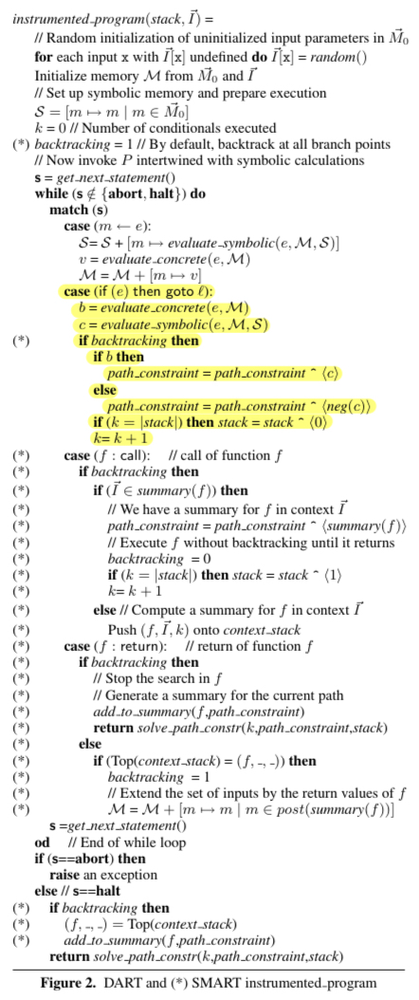 instrumented_program(stack, I⃗) =
// Random initialization of uninitialized input parameters in M⃗₀
for each input x with I⃗[x] undefined do I⃗[x] = random()
Initialize memory ℳ from M⃗₀ and I⃗
// Set up symbolic memory and prepare execution
𝒮 = [m ↦ m | m ∈ M⃗₀]
k = 0 // Number of conditionals executed
(*) backtracking = 1 // By default, backtrack at all branch points
// Now invoke P intertwined with symbolic calculations
s = get_next_statement()
while (s ∉ {abort, halt}) do
match (s)
case (m ← e):
𝒮= 𝒮 + [m ↦ evaluate_symbolic(e, ℳ, 𝒮)]
v = evaluate_concrete(e, ℳ)
ℳ = ℳ + [m ↦ v]
case (if (e) then goto ℓ):
b = evaluate_concrete(e, ℳ)
c = evaluate_symbolic(e, ℳ, 𝒮)
(*) if backtracking then
if b then
path_constraint = path_constraint ^ ⟨c⟩
else
path_constraint = path_constraint ^ ⟨neg(c)⟩
if (k = |stack|) then stack = stack ^ ⟨0⟩
k= k + 1
(*) case (f : call): // call of function f
(*) if backtracking then
(*) if (I⃗ ∈ summary(f)) then
(*) // We have a summary for f in context I⃗
(*) path_constraint = path_constraint ^ ⟨summary(f)⟩
(*) // Execute f without backtracking until it returns
(*) backtracking = 0
(*) if (k = |stack|) then stack = stack ^ ⟨1⟩
(*) k= k + 1
(*) else // Compute a summary for f in context I⃗
(*) Push (f, I⃗, k) onto context_stack
(*) case (f : return): // return of function f
(*) if backtracking then
(*) // Stop the search in f
(*) // Generate a summary for the current path
(*) add_to_summary(f,path_constraint)
(*) return solve_path_constr(k,path_constraint,stack)
(*) else
(*) if (Top(context_stack) = (f, _, _)) then
(*) backtracking = 1
(*) // Extend the set of inputs by the return values of f
(*) ℳ = ℳ + [m ↦ m | m ∈ post(summary(f))]
s =get_next_statement()
od // End of while loop
if (s==abort) then
raise an exception
else // s==halt
(*) if backtracking then
(*) (f, _, _) = Top(context_stack)
(*) add_to_summary(f,path_constraint)
return solve_path_constr(k,path_constraint,stack)
Figure 2. DART and (*) SMART instrumented_program